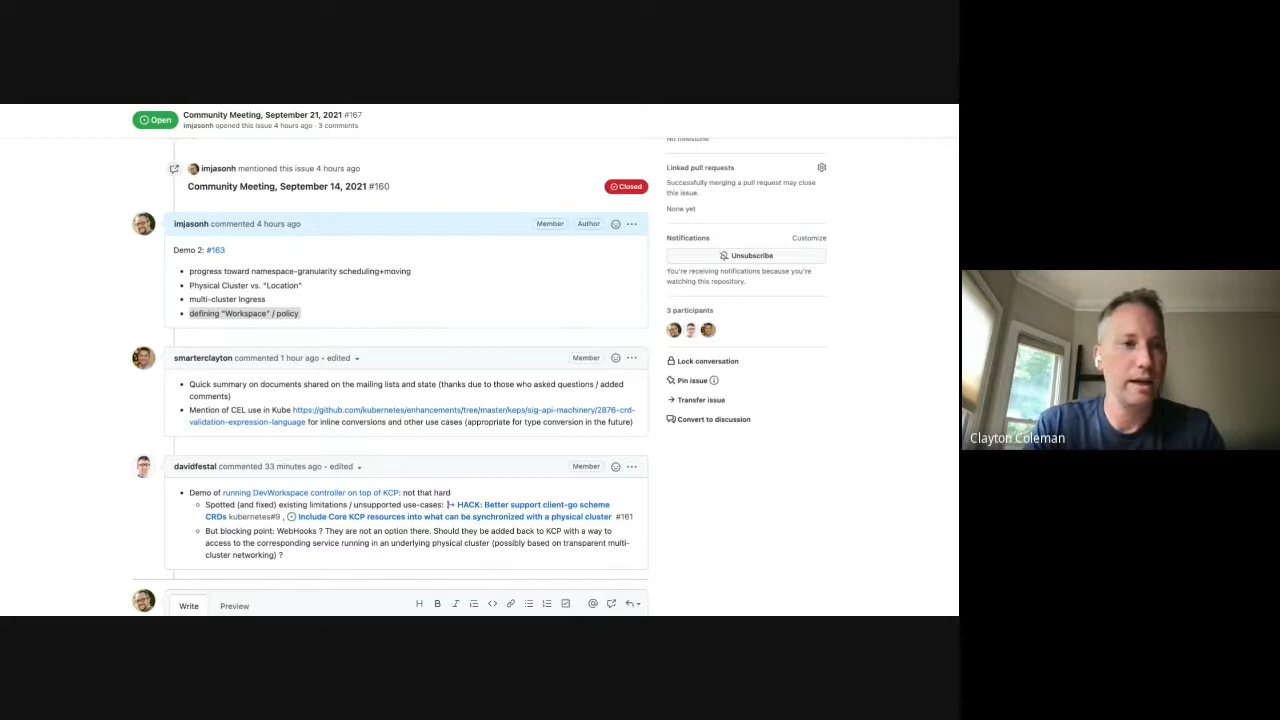 Open
Community Meeting, September 21, 2021 #167
imjasonh opened this issue 4 hours ago · 3 comments
No milestone
imjasonh mentioned this issue 4 hours ago
Community Meeting, September 14, 2021 #160
Closed
Linked pull requests
Successfully merging a pull request may close
this issue.
None yet
imjasonh commented 4 hours ago
Member
Author
Demo 2: #163
• progress toward namespace-granularity scheduling+moving
• Physical Cluster vs. "Location"
• multi-cluster Ingress
• defining "Workspace" / policy
Notifications
Customize
Unsubscribe
You're receiving notifications because you're
watching this repository.
3 participants
smarterclayton commented 1 hour ago • edited
Member
• Quick summary on documents shared on the mailing lists and state (thanks due to those who asked questions / added
comments)
• Mention of CEL use in Kube https://github.com/kubernetes/enhancements/tree/master/keps/sig-api-machinery/2876-crd-
validation-expression-language for inline conversions and other use cases (appropriate for type conversion in the future)
Lock conversation
Pin issue
Transfer issue
Convert to discussion
davidfestal commented 33 minutes ago • edited
Member
• Demo of running DevWorkspace controller on top of KCP: not that hard
Spotted (and fixed) existing limitations / unsupported use-cases: HACK: Better support client-go scheme
CRDs kubernetes#9 , Include Core KCP resources into what can be synchronized with a physical cluster #161
But blocking point: WebHooks ? They are not an option there. Should they be added back to KCP with a way to
access to the corresponding service running in an underlying physical cluster (possibly based on transparent multi-
cluster networking) ?
Write
Preview
Clayton Coleman